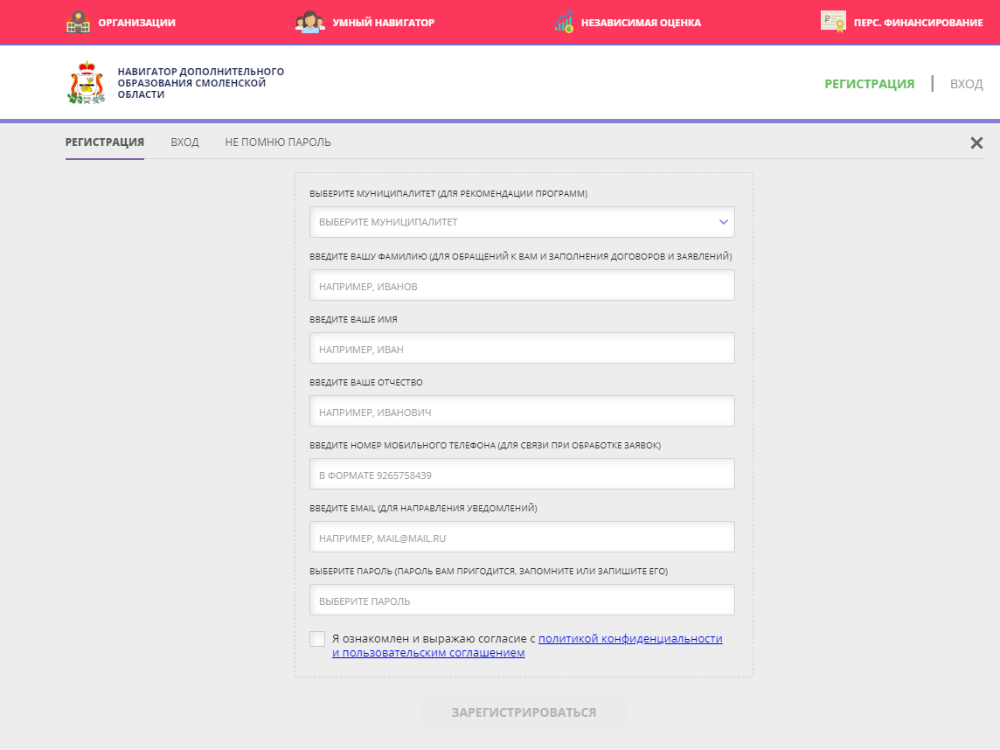 ОРГАНИЗАЦИИ
УМНЫЙ НАВИГАТОР
НЕЗАВИСИМАЯ ОЦЕНКА
ПЕРС. ФИНАНСИРОВАНИЕ
НАВИГАТОР ДОПОЛНИТЕЛЬНОГО
ОБРАЗОВАНИЯ СМОЛЕНСКОЙ
ОБЛАСТИ
РЕГИСТРАЦИЯ
ВХОД
РЕГИСТРАЦИЯ
ВХОД
НЕ ПОМНЮ ПАРОЛЬ
ВЫБЕРИТЕ МУНИЦИПАЛИТЕТ (ДЛЯ РЕКОМЕНДАЦИИ ПРОГРАММ)
ВЫБЕРИТЕ МУНИЦИПАЛИТЕТ
ВВЕДИТЕ ВАШУ ФАМИЛИЮ (ДЛЯ ОБРАЩЕНИЙ К ВАМ И ЗАПОЛНЕНИЯ ДОГОВОРОВ И ЗАЯВЛЕНИЙ)
НАПРИМЕР, ИВАНОВ
ВВЕДИТЕ ВАШЕ ИМЯ
НАПРИМЕР, ИВАН
ВВЕДИТЕ ВАШЕ ОТЧЕСТВО
НАПРИМЕР, ИВАНОВИЧ
ВВЕДИТЕ НОМЕР МОБИЛЬНОГО ТЕЛЕФОНА (ДЛЯ СВЯЗИ ПРИ ОБРАБОТКЕ ЗАЯВОК)
В ФОРМАТЕ 9265758439
ВВЕДИТЕ EMAIL (ДЛЯ НАПРАВЛЕНИЯ УВЕДОМЛЕНИЙ)
НАПРИМЕР, MAIL@MAIL.RU
ВЫБЕРИТЕ ПАРОЛЬ (ПАРОЛЬ ВАМ ПРИГОДИТСЯ, ЗАПОМНИТЕ ИЛИ ЗАПИШИТЕ ЕГО)
ВЫБЕРИТЕ ПАРОЛЬ
Я ознакомлен и выражаю согласие с политикой конфиденциальности
и пользовательским соглашением
ЗАРЕГИСТРИРОВАТЬСЯ